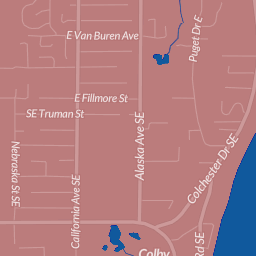 E Van Buren Ave
Puget Dr E
E Fillmore St
SE Truman St
Alaska Ave SE
Nebraska St SE
California Ave SE
Colchester Dr SE
Colby
Rd SE